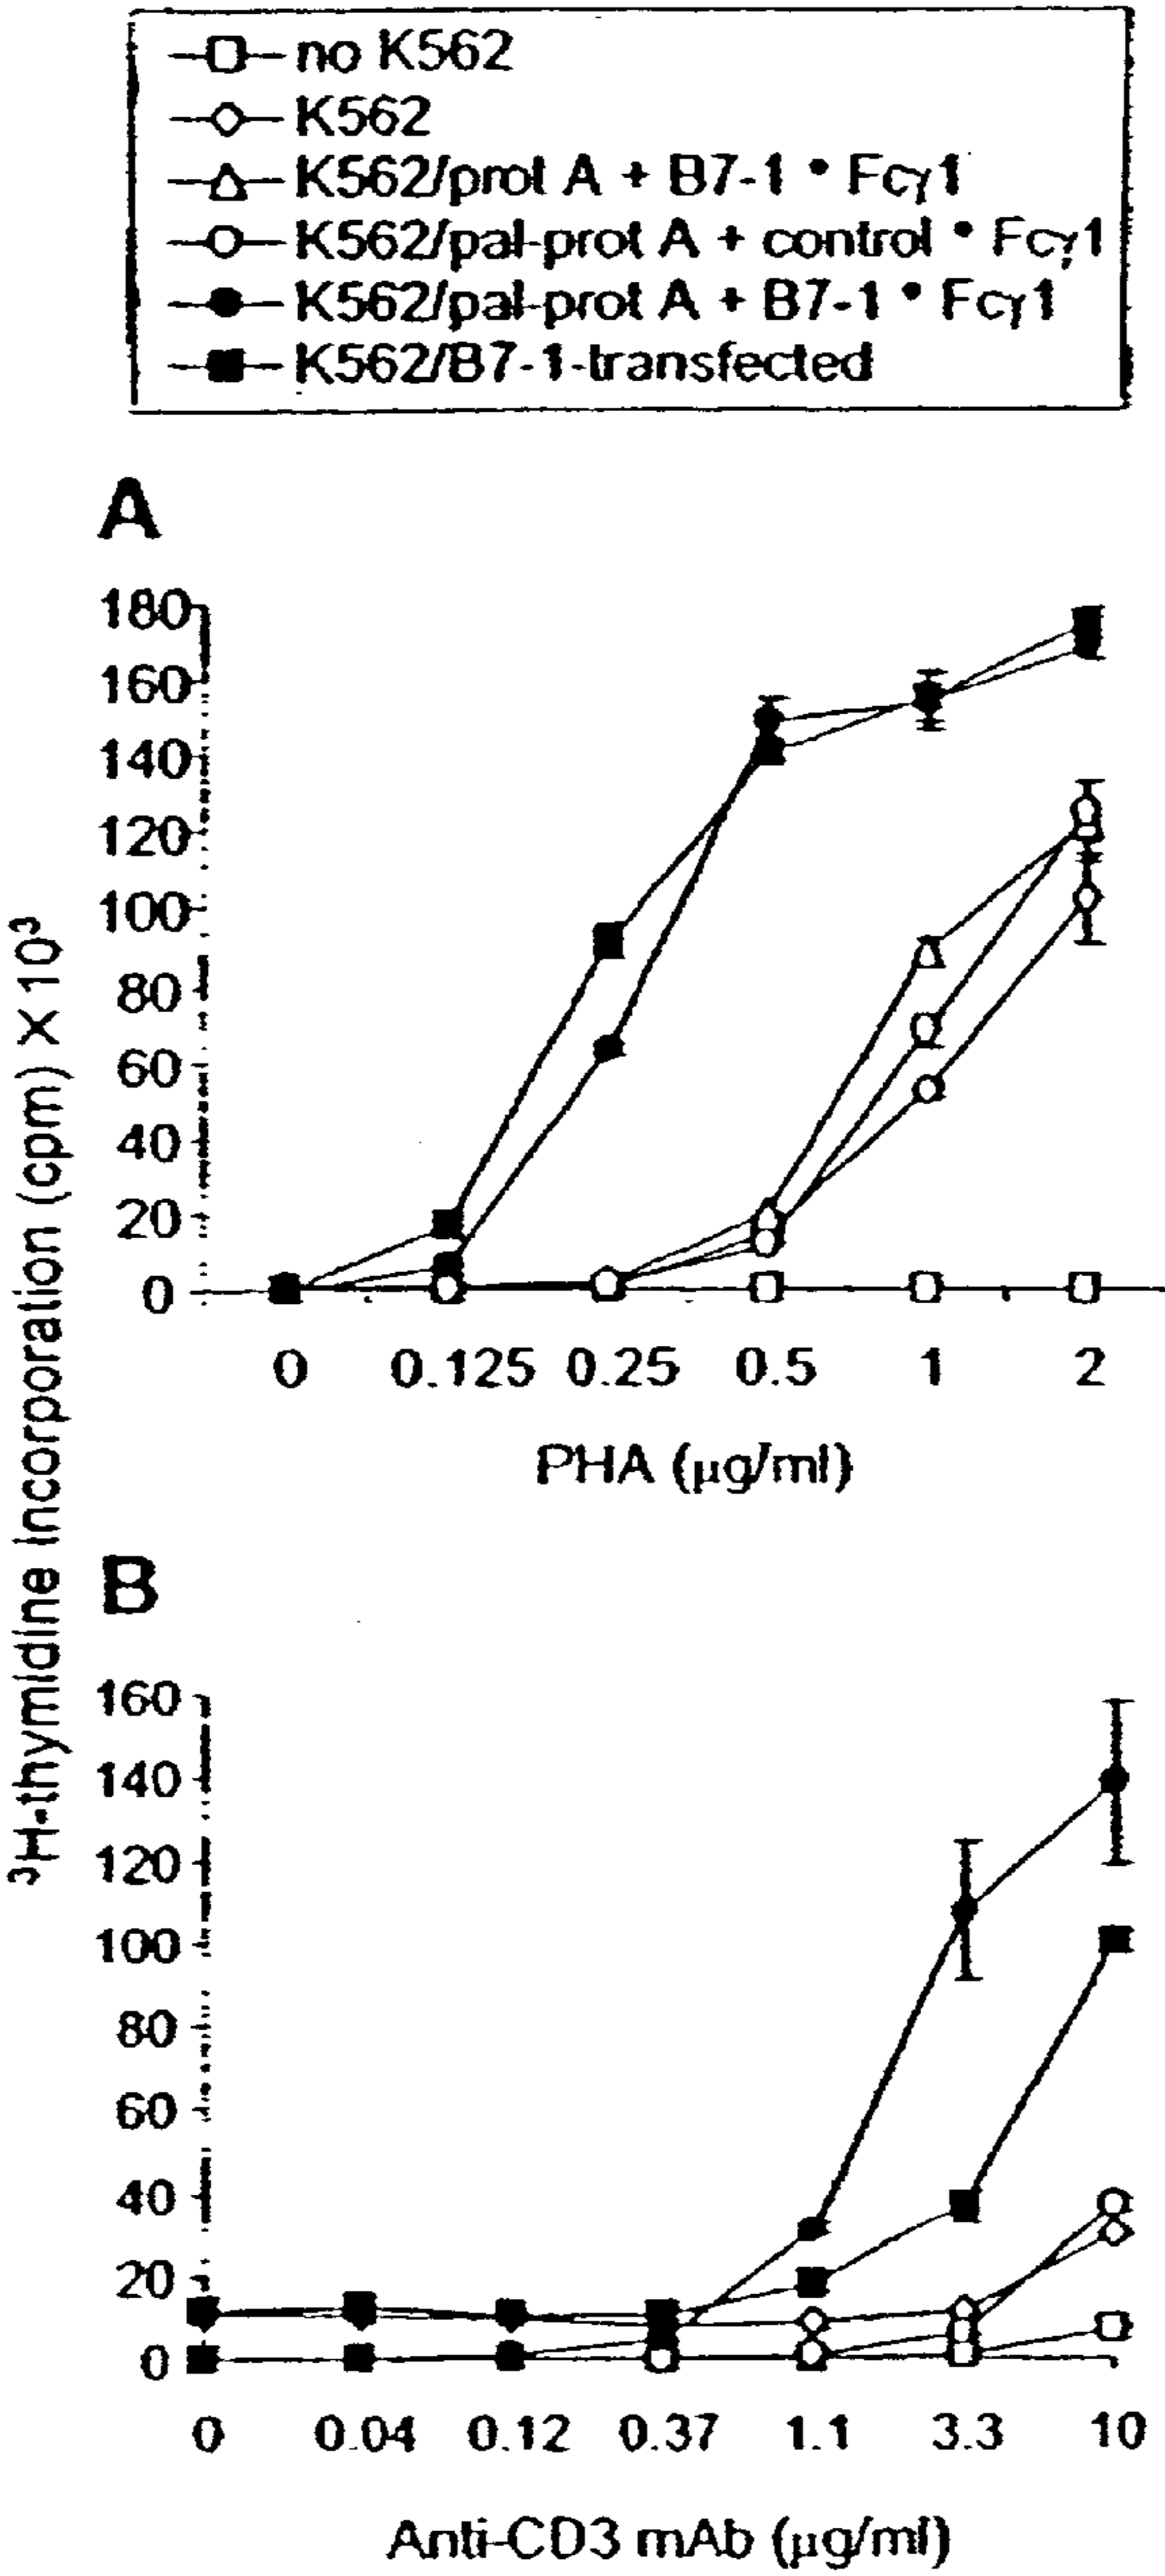 no K562
K562
K562/prot A + B7-1 • Fcγ1
K562/pal-prot A + control • Fcγ1
K562/pal-prot A + B7-1 • Fcγ1
K562/B7-1-transfected
A
180
160
140
120
100
80
60
40
20
0
0 0.125 0.25 0.5 1 2
PHA (μg/ml)
³H-thymidine incorporation (cpm) X 10³
B
160
140
120
100
80
60
40
20
0
0 0.04 0.12 0.37 1.1 3.3 10
Anti-CD3 mAb (μg/ml)